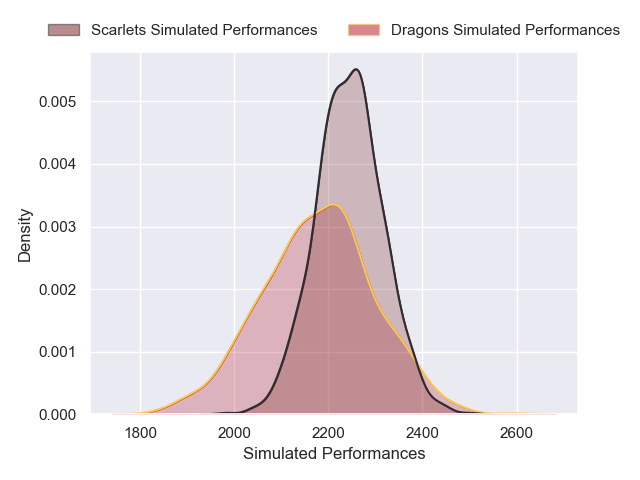 Scarlets Simulated Performances Dragons Simulated Performances
0.005
0.004
0.003
0.002
0.001
0.000
Density
1800 2000 2200 2400 2600
Simulated Performances